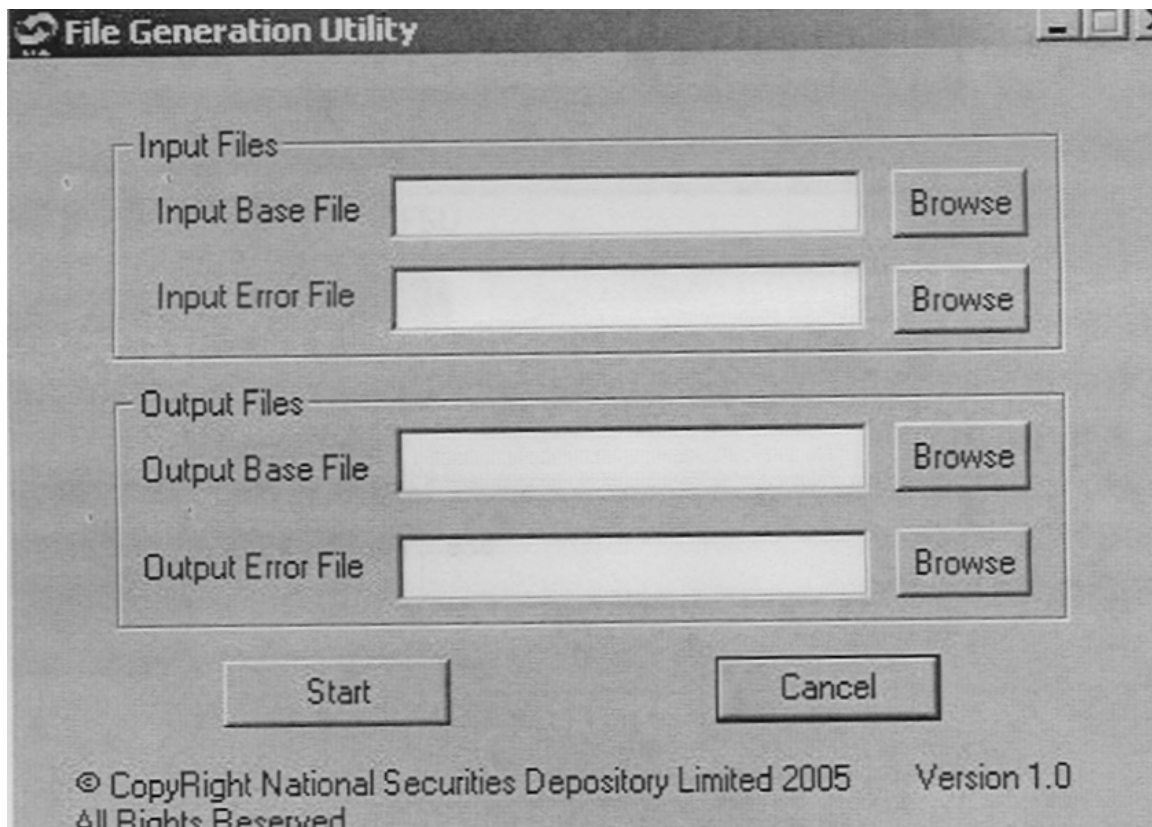 File Generation Utility
Input Files
Input Base File
Browse
Input Error File
Browse
Output Files
Output Base File
Browse
Output Error File
Browse
Start
Cancel
© CopyRight National Securities Depository Limited 2005
Version 1.0
All Rights Reserved